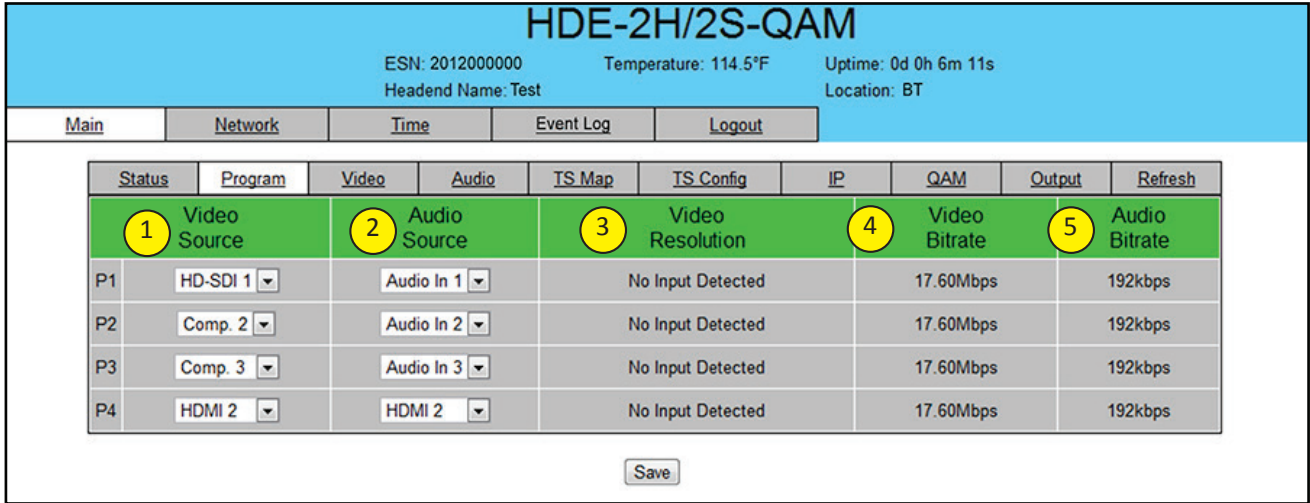 HDE-2H/2S-QAM
ESN: 2012000000 Temperature: 114.5°F Uptime: 0d 0h 6m 11s
Headend Name: Test Location: BT
Main Network Time Event Log Logout
Status Program Video Audio TS Map TS Config IP QAM Output Refresh
1 Video Source 2 Audio Source 3 Video Resolution 4 Video Bitrate 5 Audio Bitrate
P1 HD-SDI 1 Audio In 1 No Input Detected 17.60Mbps 192kbps
P2 Comp. 2 Audio In 2 No Input Detected 17.60Mbps 192kbps
P3 Comp. 3 Audio In 3 No Input Detected 17.60Mbps 192kbps
P4 HDMI 2 HDMI 2 No Input Detected 17.60Mbps 192kbps
Save